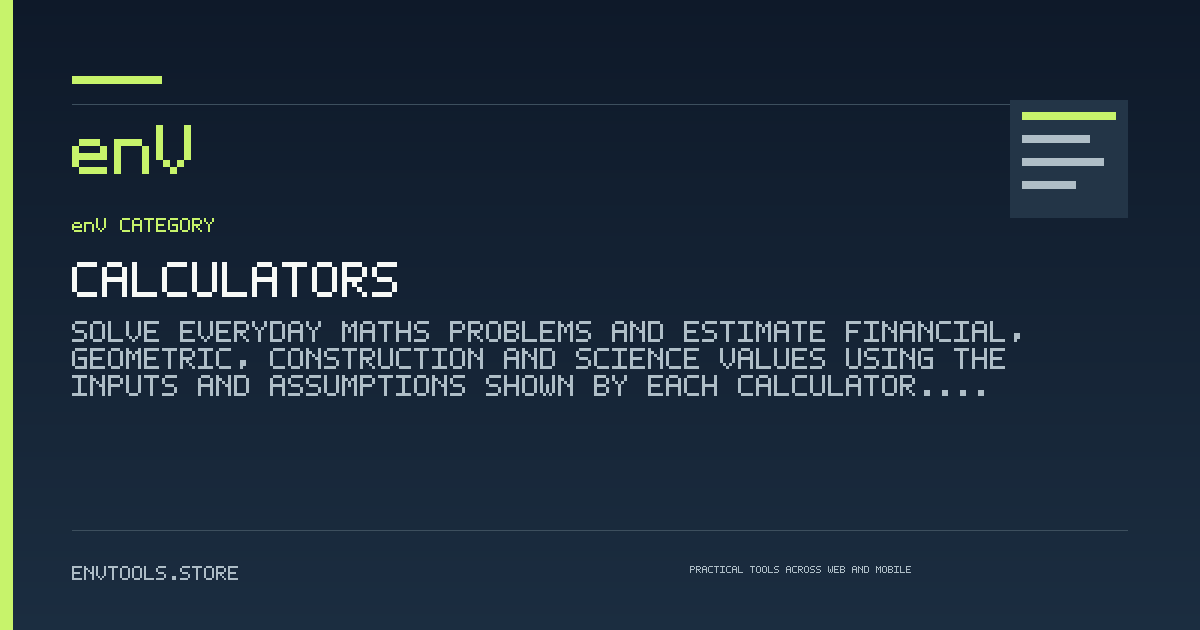 enV
enV CATEGORY
CALCULATORS
SOLVE EVERYDAY MATHS PROBLEMS AND ESTIMATE FINANCIAL,
GEOMETRIC, CONSTRUCTION AND SCIENCE VALUES USING THE
INPUTS AND ASSUMPTIONS SHOWN BY EACH CALCULATOR....
ENVTOOLS.STORE
PRACTICAL TOOLS ACROSS WEB AND MOBILE